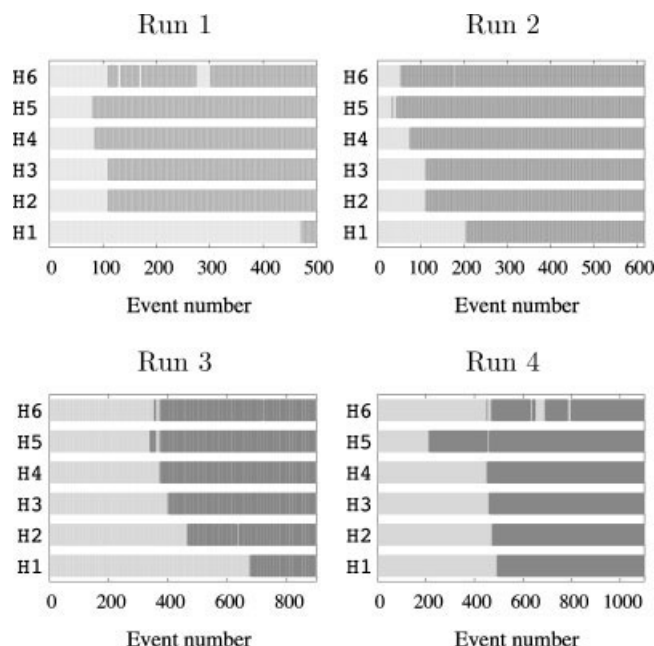 Run 1
H6
H5
H4
H3
H2
H1
0 100 200 300 400 500
Event number
Run 2
H6
H5
H4
H3
H2
H1
0 100 200 300 400 500 600
Event number
Run 3
H6
H5
H4
H3
H2
H1
0 200 400 600 800
Event number
Run 4
H6
H5
H4
H3
H2
H1
0 200 400 600 800 1000
Event number